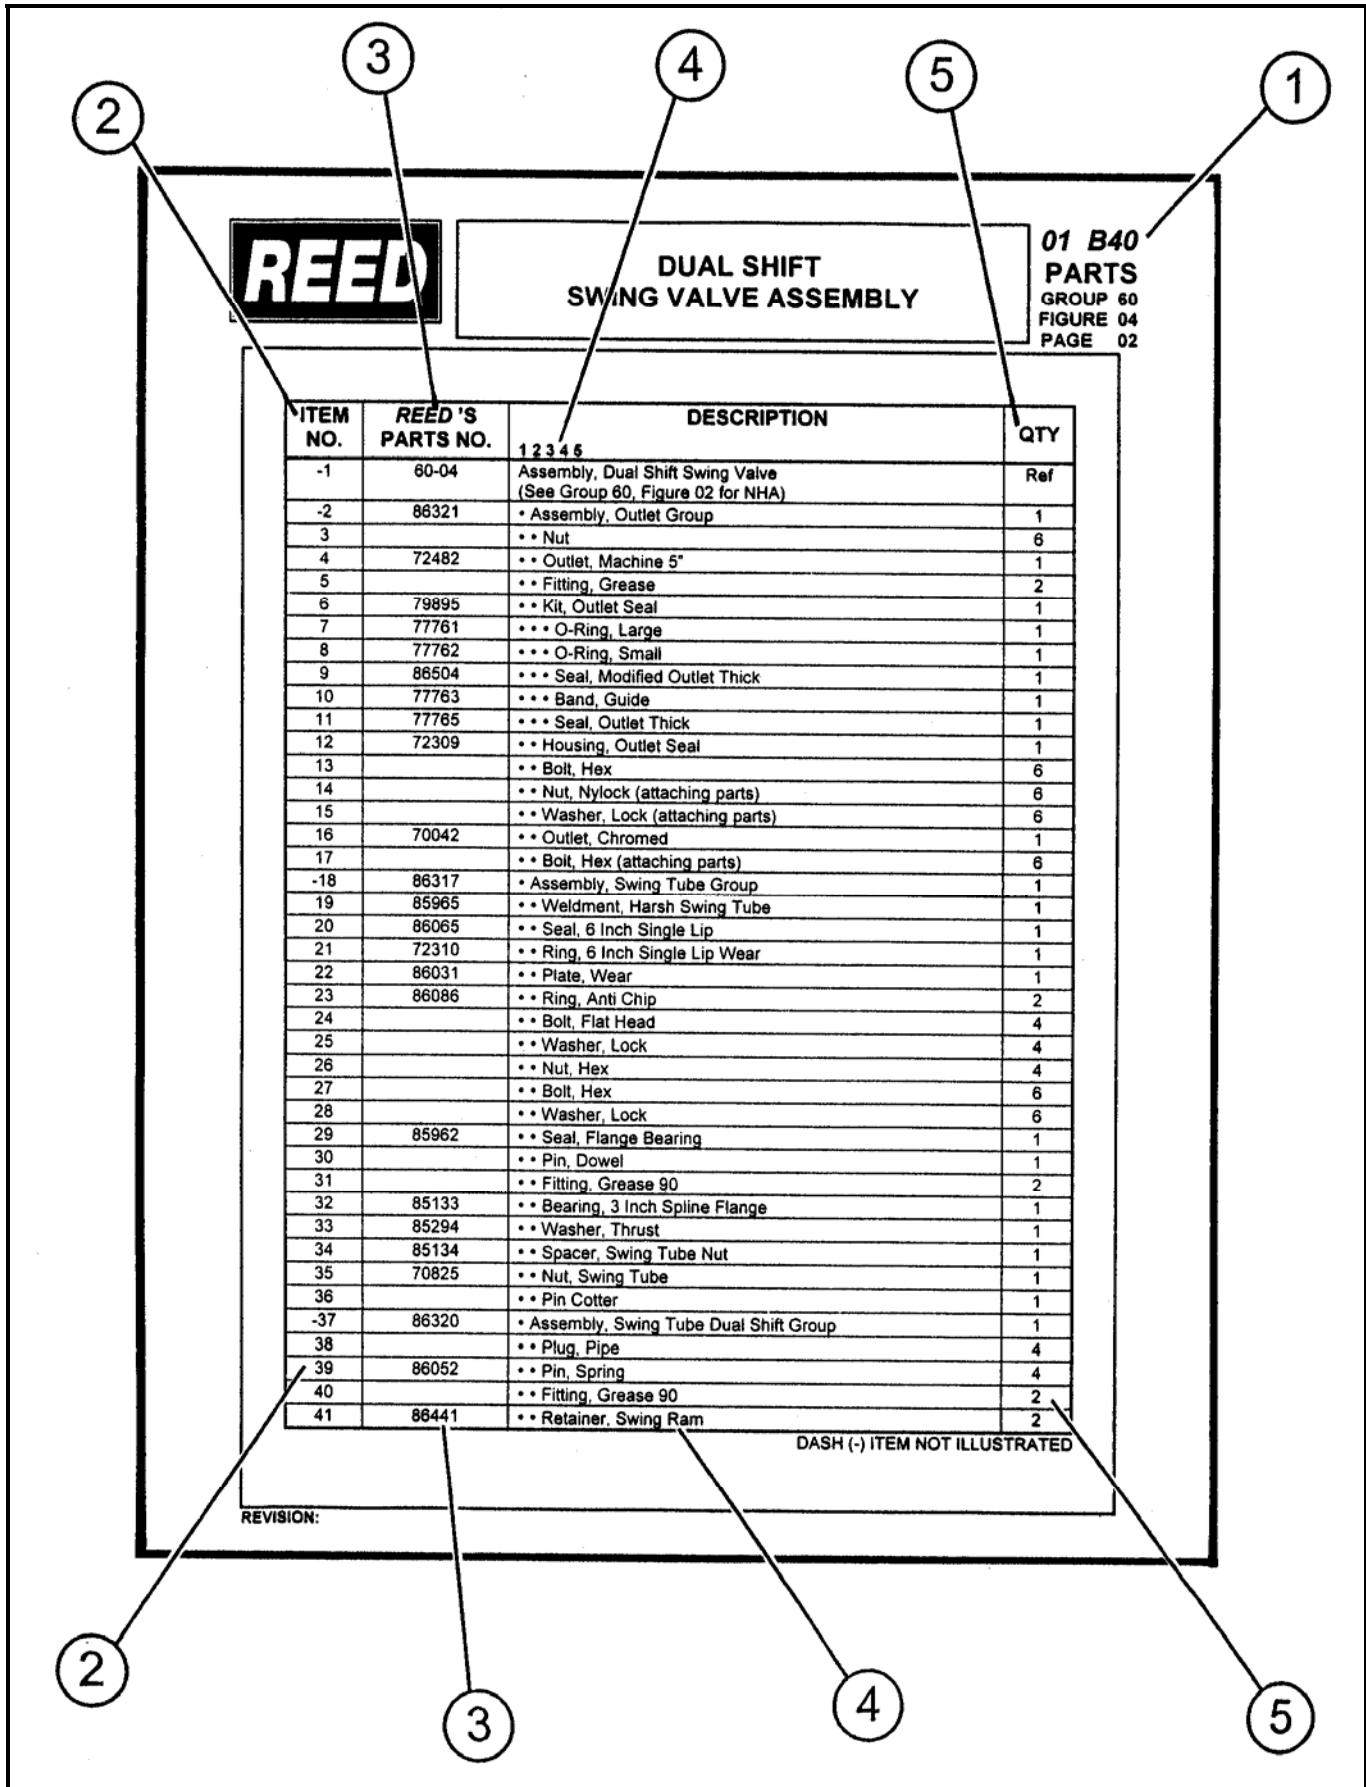 3
4
5
1
2
REED
DUAL SHIFT
SWING VALVE ASSEMBLY
01 B40
PARTS
GROUP 60
FIGURE 04
PAGE 02
ITEM NO. REED 'S PARTS NO. DESCRIPTION 1 2 3 4 5 QTY
-1 60-04 Assembly, Dual Shift Swing Valve Ref
(See Group 60, Figure 02 for NHA)
-2 86321 • Assembly, Outlet Group 1
3 • • Nut 6
4 72482 • • Outlet, Machine 5" 1
5 • • Fitting, Grease 2
6 79895 • • Kit, Outlet Seal 1
7 77761 • • • O-Ring, Large 1
8 77762 • • • O-Ring, Small 1
9 86504 • • • Seal, Modified Outlet Thick 1
10 77763 • • • Band, Guide 1
11 77765 • • • Seal, Outlet Thick 1
12 72309 • • Housing, Outlet Seal 1
13 • • Bolt, Hex 6
14 • • Nut, Nylock (attaching parts) 6
15 • • Washer, Lock (attaching parts) 6
16 70042 • • Outlet, Chromed 1
17 • • Bolt, Hex (attaching parts) 6
-18 86317 • Assembly, Swing Tube Group 1
19 85965 • • Weldment, Harsh Swing Tube 1
20 86065 • • Seal, 6 Inch Single Lip 1
21 72310 • • Ring, 6 Inch Single Lip Wear 1
22 86031 • • Plate, Wear 1
23 86086 • • Ring, Anti Chip 2
24 • • Bolt, Flat Head 4
25 • • Washer, Lock 4
26 • • Nut, Hex 4
27 • • Bolt, Hex 6
28 • • Washer, Lock 6
29 85962 • • Seal, Flange Bearing 1
30 • • Pin, Dowel 1
31 • • Fitting, Grease 90 2
32 85133 • • Bearing, 3 Inch Spline Flange 1
33 85294 • • Washer, Thrust 1
34 85134 • • Spacer, Swing Tube Nut 1
35 70825 • • Nut, Swing Tube 1
36 • • Pin Cotter 1
-37 86320 • Assembly, Swing Tube Dual Shift Group 1
38 • • Plug, Pipe 4
39 86052 • • Pin, Spring 4
40 • • Fitting, Grease 90 2
41 86441 • • Retainer, Swing Ram 2
DASH (-) ITEM NOT ILLUSTRATED
REVISION:
2
3
4
5